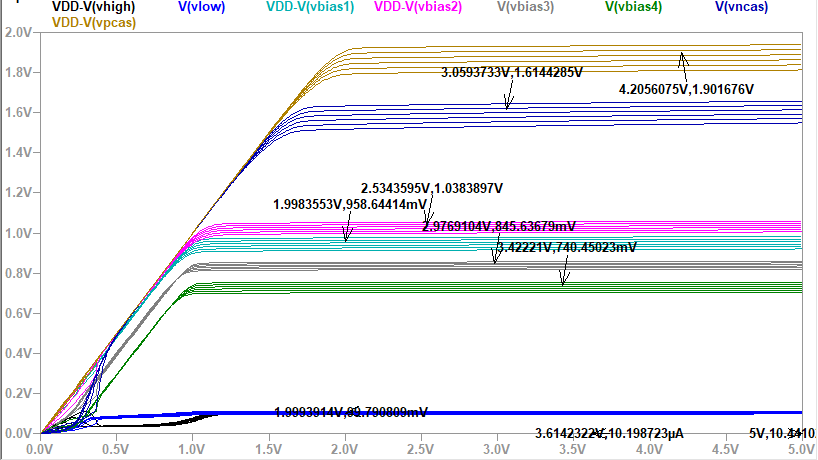 VDD-V(vhigh) V(vlow) VDD-V(vbias1) VDD-V(vbias2) V(vbias3) V(vbias4) V(vncas)
VDD-V(vpcas)
2.0V
1.8V
3.0593733V,1.6144285V
4.2056075V,1.901676V
1.6V
1.4V
1.2V
2.5343595V,1.0383897V
1.9983553V,958.64414mV
1.0V
2.9769104V,845.63679mV
3.42221V,740.45023mV
0.8V
0.6V
0.4V
0.2V
0.0V
5V,
0.0V 0.5V 1.0V 1.5V 2.0V 2.5V 3.0V 3.5V 4.0V 4.5V 5.0V